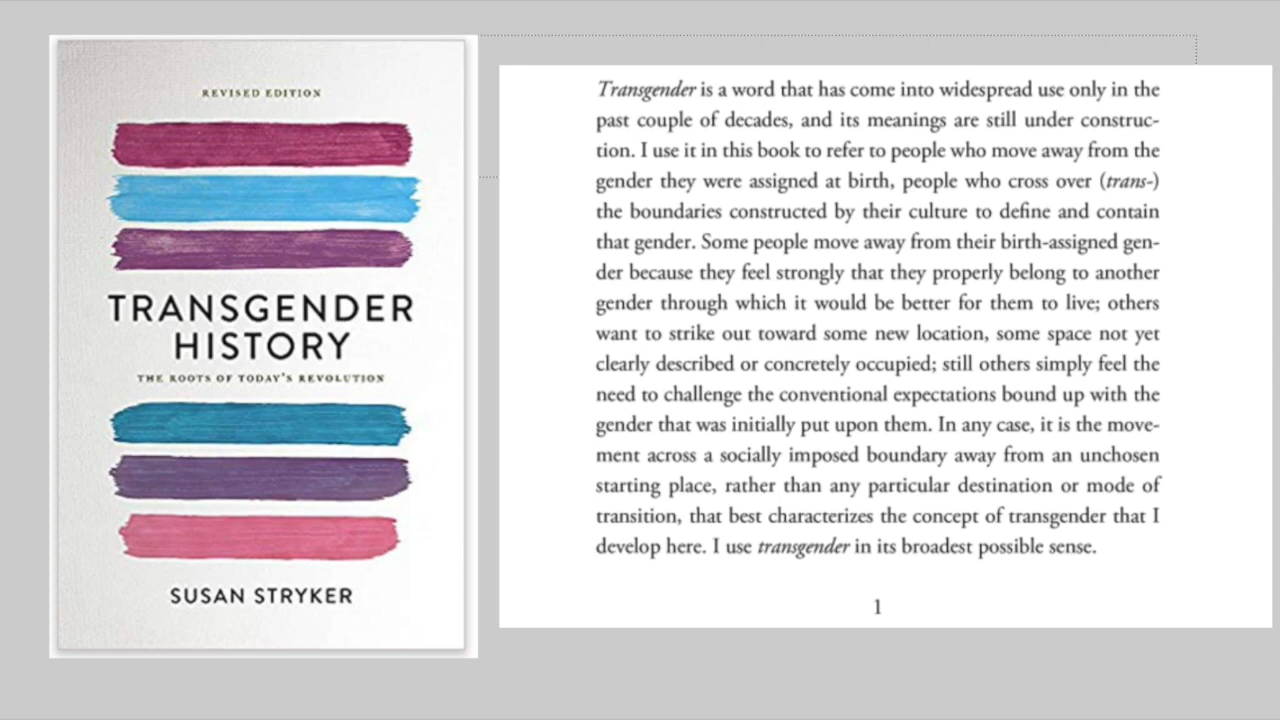 REVISED EDITION
TRANSGENDER
HISTORY
THE ROOTS OF TODAY'S REVOLUTION
SUSAN STRYKER
Transgender is a word that has come into widespread use only in the
past couple of decades, and its meanings are still under construc-
tion. I use it in this book to refer to people who move away from the
gender they were assigned at birth, people who cross over (trans-)
the boundaries constructed by their culture to define and contain
that gender. Some people move away from their birth-assigned gen-
der because they feel strongly that they properly belong to another
gender through which it would be better for them to live; others
want to strike out toward some new location, some space not yet
clearly described or concretely occupied; still others simply feel the
need to challenge the conventional expectations bound up with the
gender that was initially put upon them. In any case, it is the move-
ment across a socially imposed boundary away from an unchosen
starting place, rather than any particular destination or mode of
transition, that best characterizes the concept of transgender that I
develop here. I use transgender in its broadest possible sense.
1